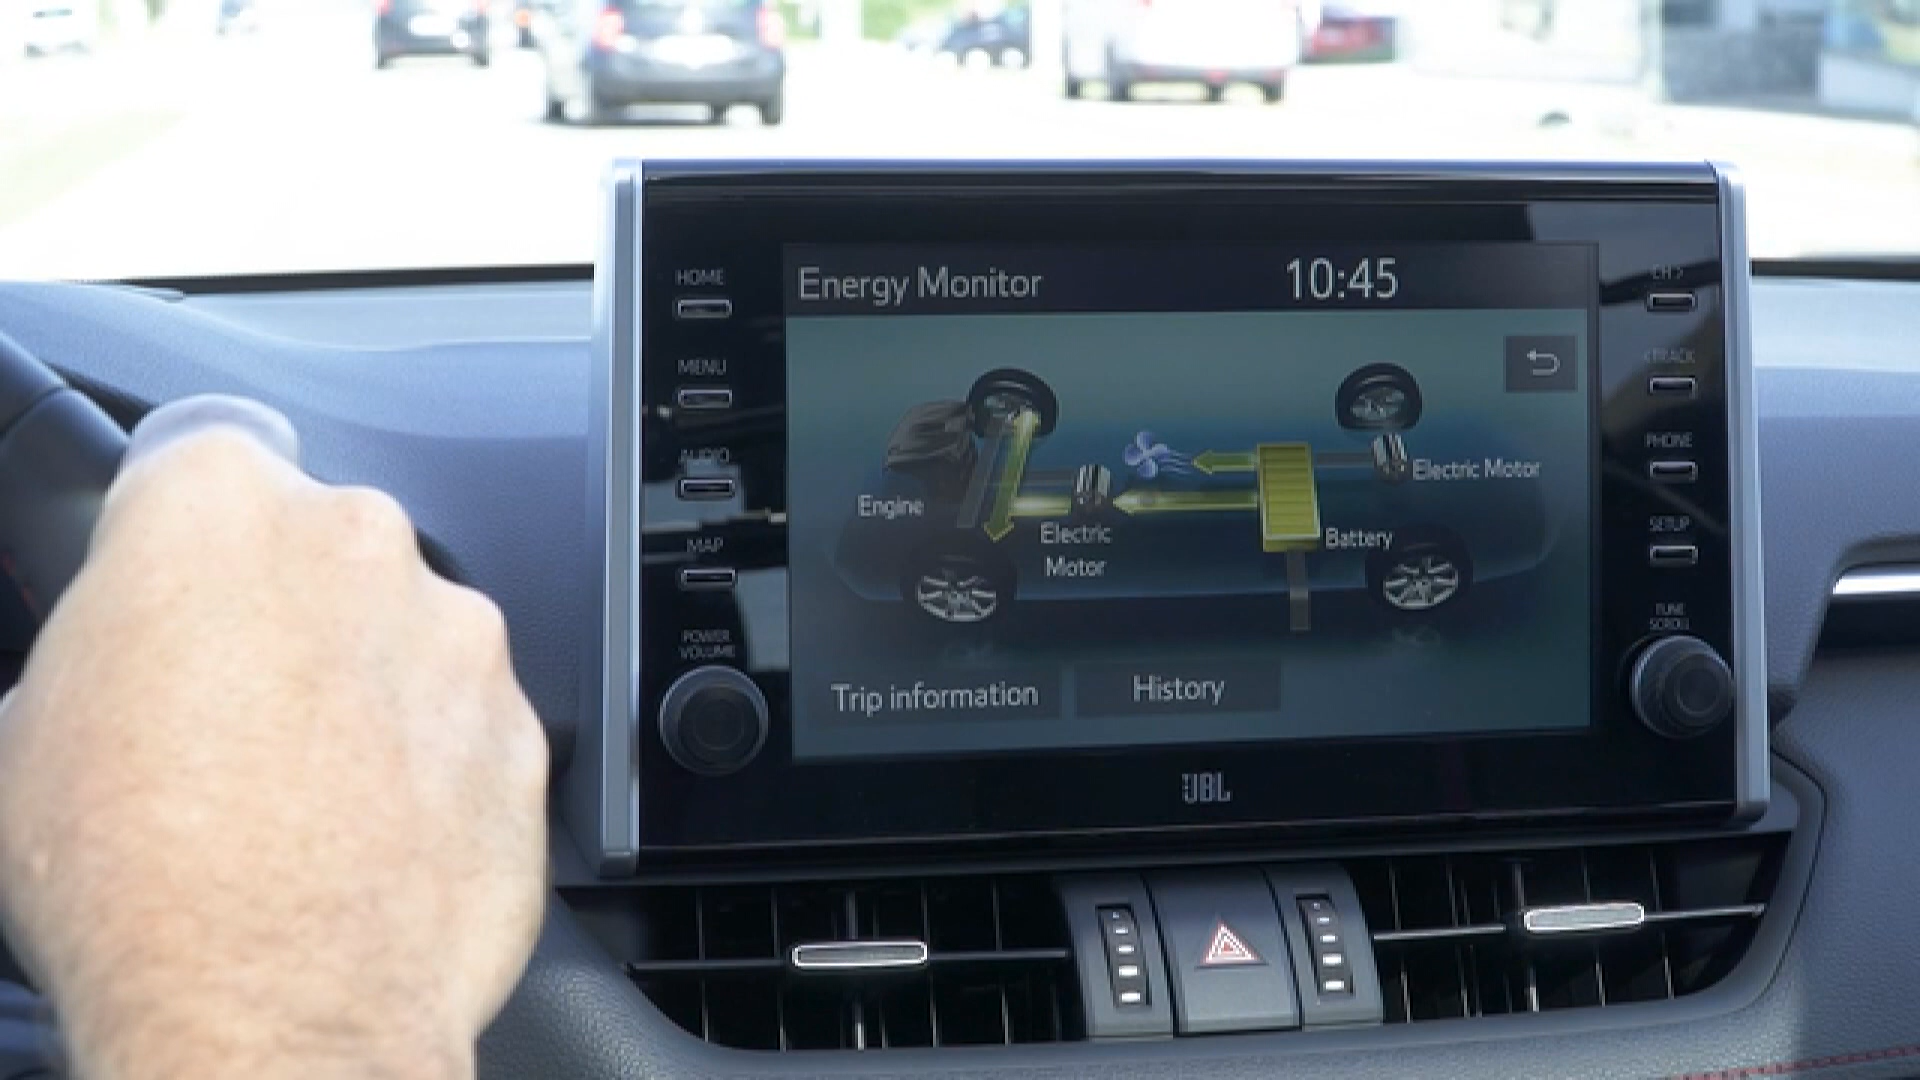 HOME
MENU
AUDIO
MAP
POWER
VOLUME
Energy Monitor
10:45
Engine
Electric
Motor
Electric Motor
Battery
Trip information
History
JBL
<TRACK
PHONE
SETUP
TUNE
SCROLL